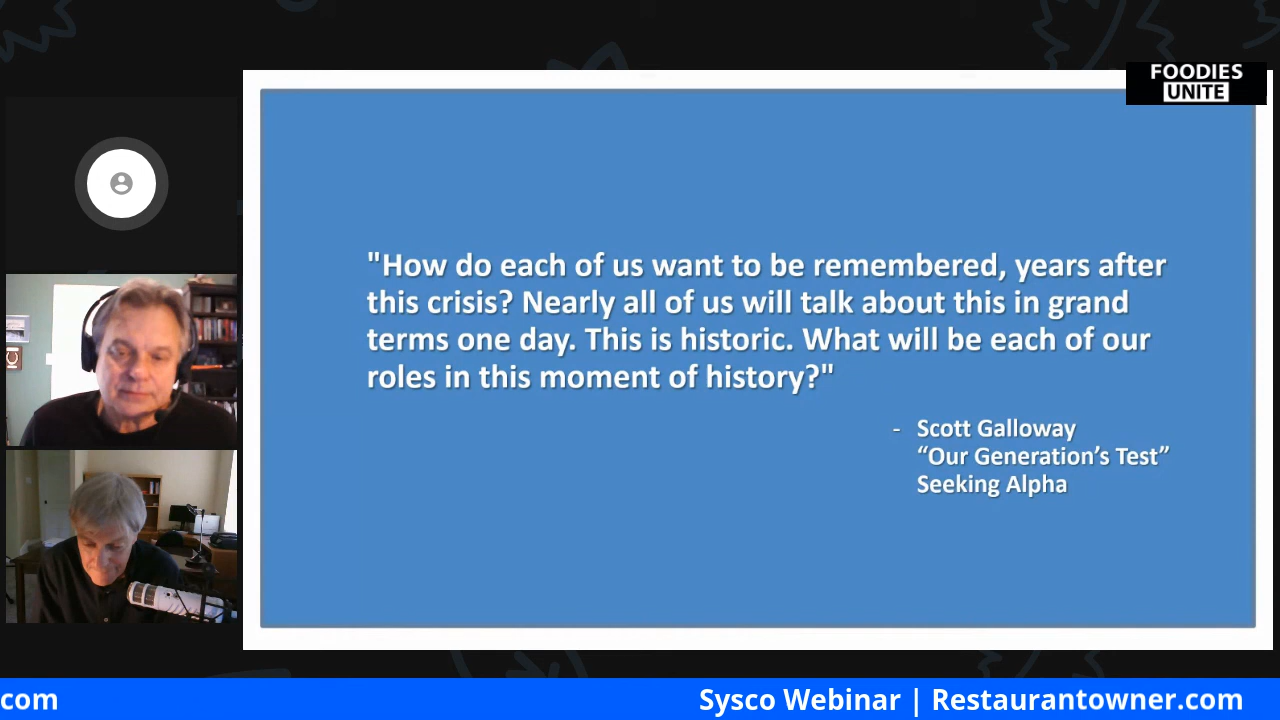 FOODIES
UNITE
"How do each of us want to be remembered, years after
this crisis? Nearly all of us will talk about this in grand
terms one day. This is historic. What will be each of our
roles in this moment of history?"
- Scott Galloway
“Our Generation’s Test”
Seeking Alpha
com
Sysco Webinar | Restaurantowner.com